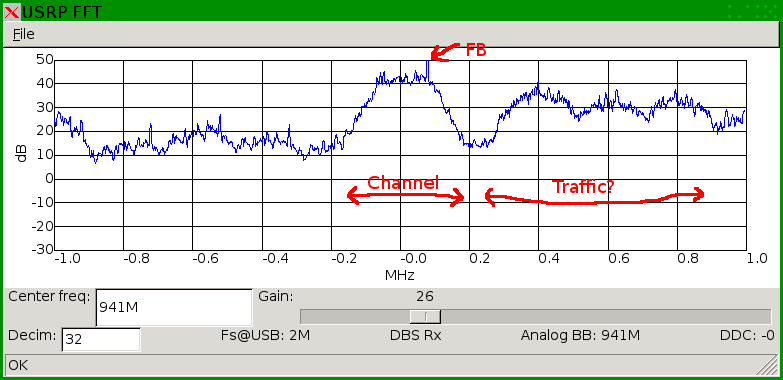 USRP FFT
File
FB
50
40
30
20
10
0
-10
-20
-30
dB
Channel
Traffic?
-1.0 -0.8 -0.6 -0.4 -0.2 -0.0 0.2 0.4 0.6 0.8 1.0
MHz
Center freq: 941M Gain: 26
Decim: 32 Fs@USB: 2M DBS Rx Analog BB: 941M DDC: -0
OK